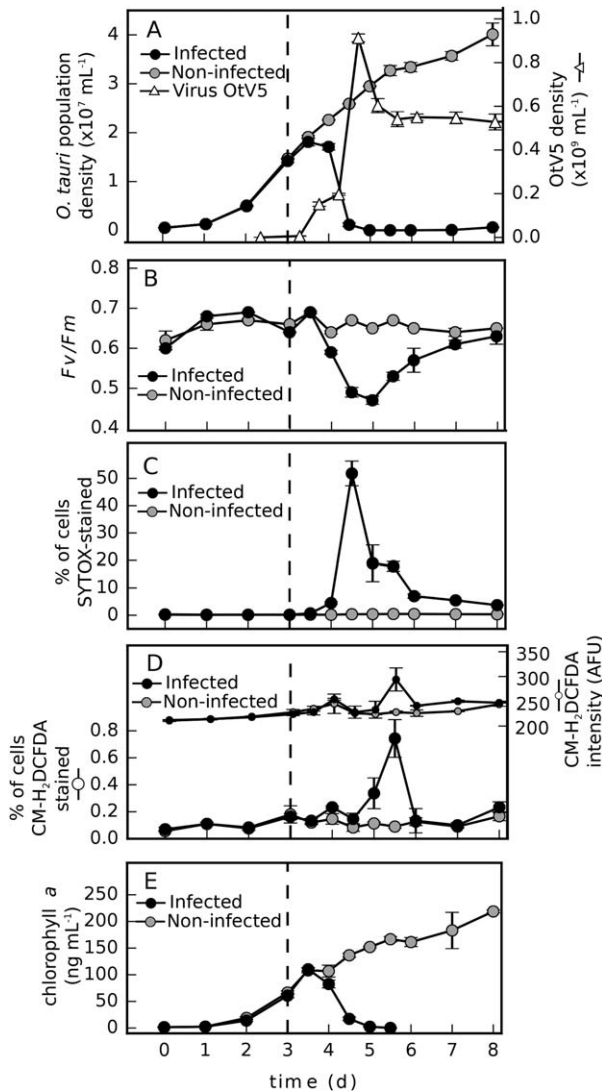 A
Infected
Non-infected
Virus OtV5
O. tauri population
density (x10⁷ mL⁻¹)
4
3
2
1
0
1.0
0.8
0.6
0.4
0.2
0.0
OtV5 density
(x10⁹ mL⁻¹)
B
Fv/Fm
0.8
0.7
0.6
0.5
0.4
Infected
Non-infected
C
Infected
Non-infected
% of cells
SYTOX-stained
50
40
30
20
10
0
D
Infected
Non-infected
% of cells
CM-H₂DCFDA
stained
0.8
0.6
0.4
0.2
0.0
350
300
250
200
CM-H₂DCFDA
intensity (AFU)
E
Infected
Non-infected
chlorophyll a
(ng mL⁻¹)
250
200
150
100
50
0
0 1 2 3 4 5 6 7 8
time (d)